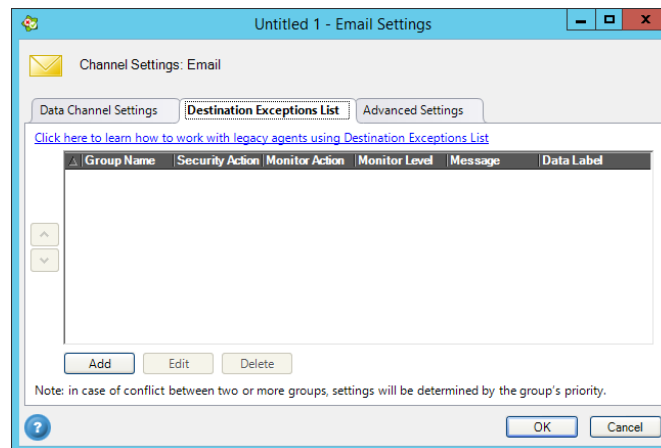 Untitled 1 - Email Settings
Channel Settings: Email
Data Channel Settings Destination Exceptions List Advanced Settings
Click here to learn how to work with legacy agents using Destination Exceptions List
Group Name Security Action Monitor Action Monitor Level Message Data Label
Add Edit Delete
Note: in case of conflict between two or more groups, settings will be determined by the group's priority.
? OK Cancel